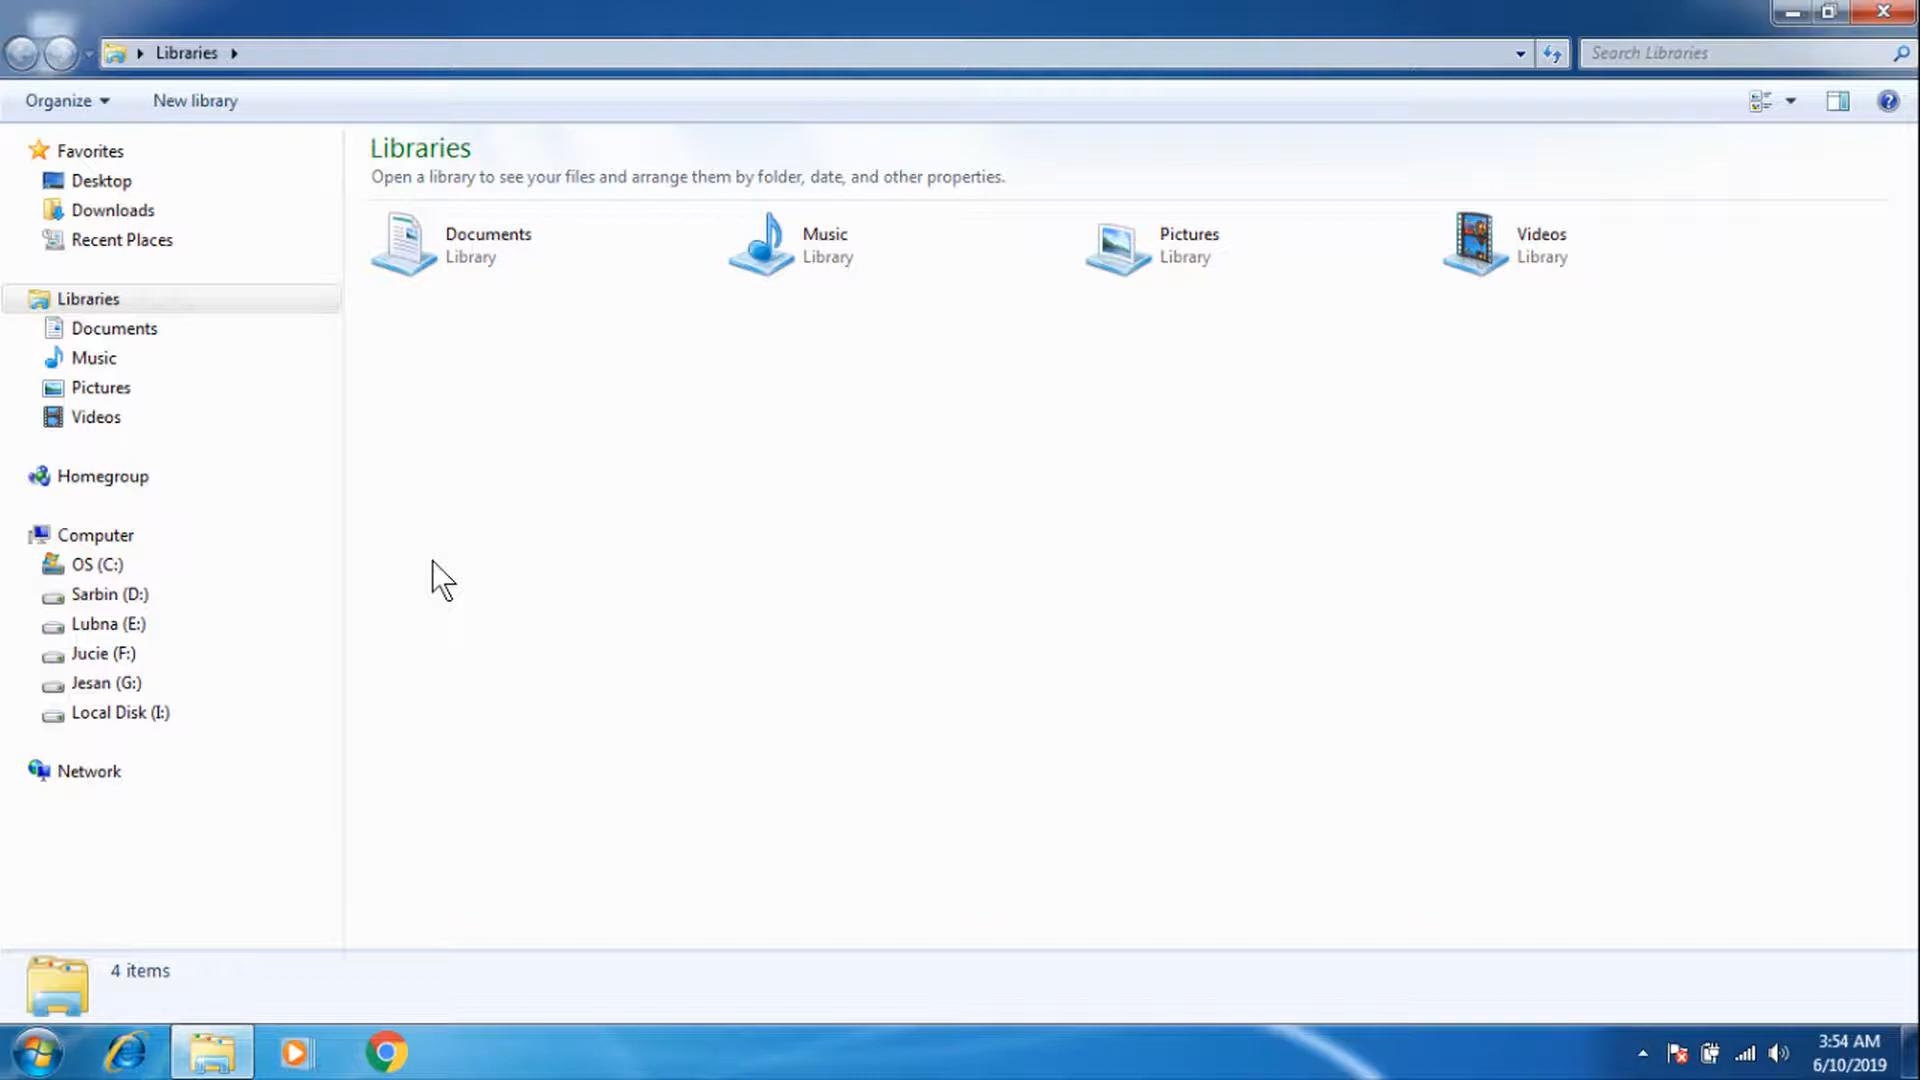 Libraries
Search Libraries
Organize
New library
Favorites
Desktop
Downloads
Recent Places
Libraries
Documents
Music
Pictures
Videos
Homegroup
Computer
OS (C:)
Sarbin (D:)
Lubna (E:)
Jucie (F:)
Jesan (G:)
Local Disk (I:)
Network
Libraries
Open a library to see your files and arrange them by folder, date, and other properties.
Documents
Library
Music
Library
Pictures
Library
Videos
Library
4 items
3:54 AM
6/10/2019